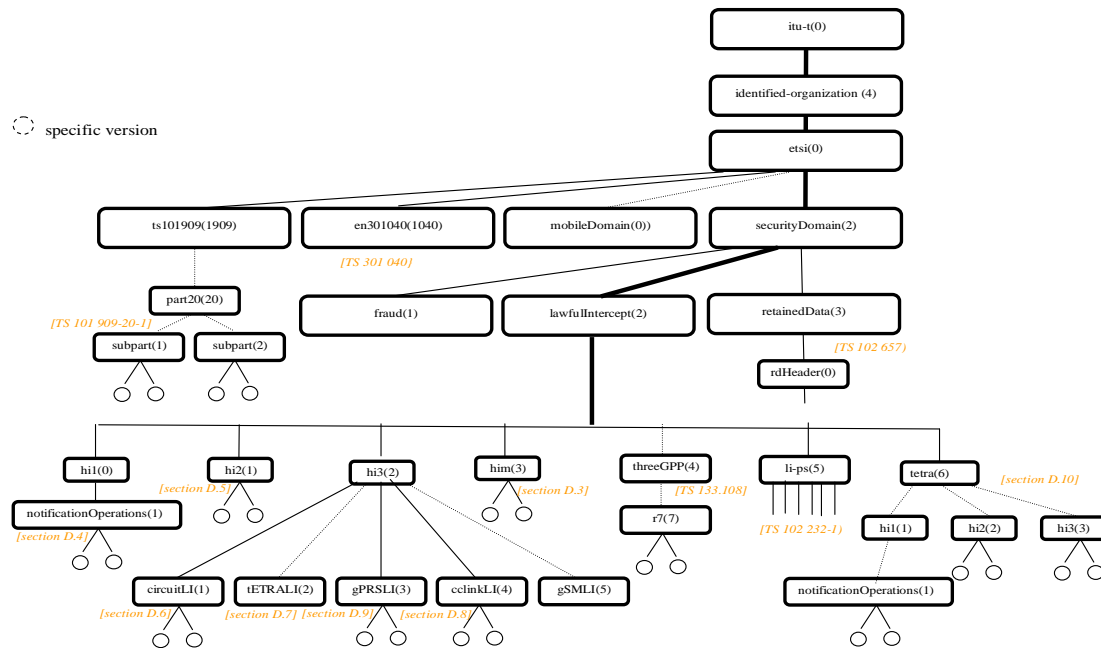 itu-t(0)
identified-organization (4)
specific version
etsi(0)
ts101909(1909)
en301040(1040)
mobileDomain(0))
securityDomain(2)
[TS 301 040]
part20(20)
fraud(1)
lawfulIntercept(2)
retainedData(3)
[TS 101 909-20-1]
subpart(1)
subpart(2)
[TS 102 657)
rdHeader(0)
hi1(0)
hi2(1)
hi3(2)
him(3)
threeGPP(4)
li-ps(5)
tetra(6)
[section D.5]
[section D.3]
[TS 133.108]
[section D.10]
notificationOperations(1)
r7(7)
[TS 102 232-1)
hi1(1)
hi2(2)
hi3(3)
[section D.4]
circuitLI(1)
tETRALI(2)
gPRSLI(3)
cclinkLI(4)
gSMLI(5)
notificationOperations(1)
[section D.6]
[section D.7]
[section D.9]
[section D.8]